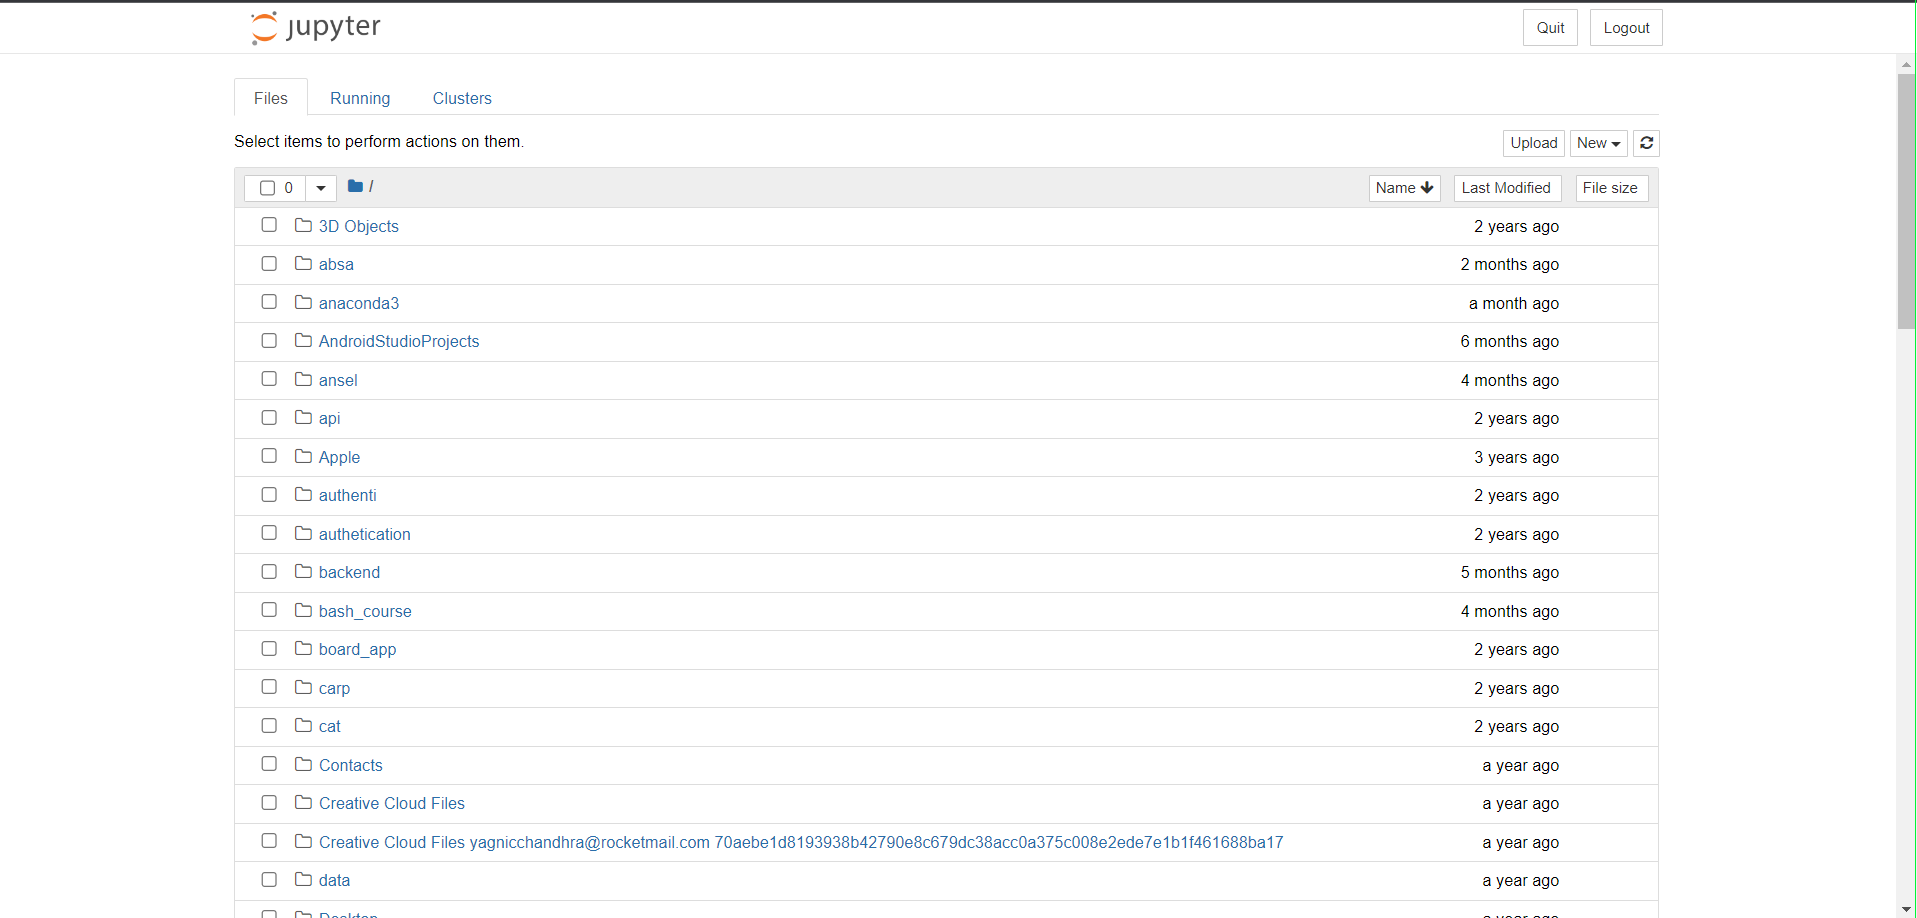 jupyter
Quit Logout
Files Running Clusters
Select items to perform actions on them.
Upload New
0 / Name Last Modified File size
3D Objects 2 years ago
absa 2 months ago
anaconda3 a month ago
AndroidStudioProjects 6 months ago
ansel 4 months ago
api 2 years ago
Apple 3 years ago
authenti 2 years ago
authetication 2 years ago
backend 5 months ago
bash_course 4 months ago
board_app 2 years ago
carp 2 years ago
cat 2 years ago
Contacts a year ago
Creative Cloud Files a year ago
Creative Cloud Files yagnicchandhra@rocketmail.com 70aebe1d8193938b42790e8c679dc38acc0a375c008e2ede7e1b1f461688ba17 a year ago
data a year ago
Desktop a year ago